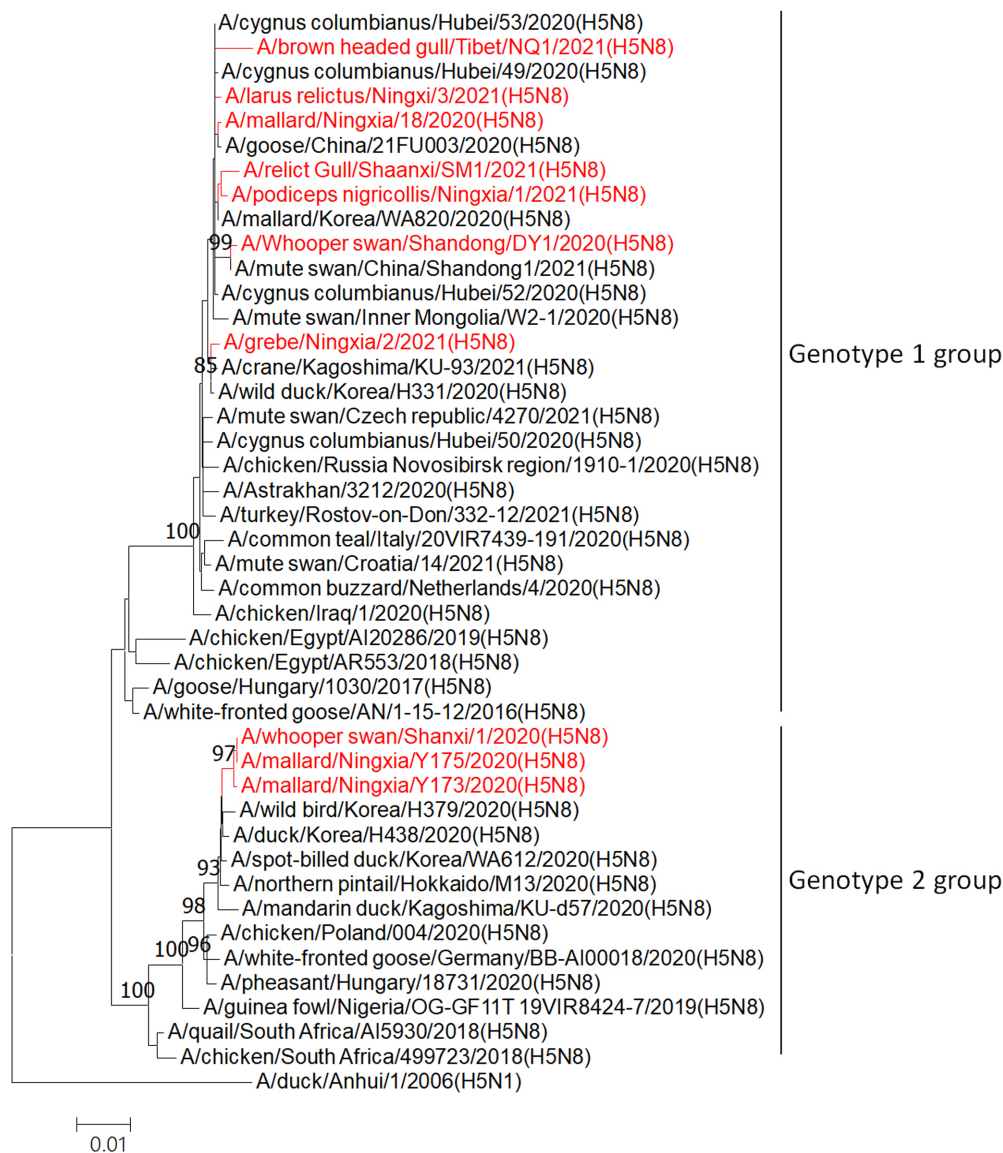 A/cygnus columbianus/Hubei/53/2020(H5N8)
A/brown headed gull/Tibet/NQ1/2021(H5N8)
A/cygnus columbianus/Hubei/49/2020(H5N8)
A/larus relictus/Ningxi/3/2021(H5N8)
A/mallard/Ningxia/18/2020(H5N8)
A/goose/China/21FU003/2020(H5N8)
A/relict Gull/Shaanxi/SM1/2021(H5N8)
A/podiceps nigricollis/Ningxia/1/2021(H5N8)
A/mallard/Korea/WA820/2020(H5N8)
99
A/Whooper swan/Shandong/DY1/2020(H5N8)
A/mute swan/China/Shandong1/2021(H5N8)
A/cygnus columbianus/Hubei/52/2020(H5N8)
A/mute swan/Inner Mongolia/W2-1/2020(H5N8)
A/grebe/Ningxia/2/2021(H5N8)
Genotype 1 group
85
A/crane/Kagoshima/KU-93/2021(H5N8)
A/wild duck/Korea/H331/2020(H5N8)
A/mute swan/Czech republic/4270/2021(H5N8)
A/cygnus columbianus/Hubei/50/2020(H5N8)
A/chicken/Russia Novosibirsk region/1910-1/2020(H5N8)
A/Astrakhan/3212/2020(H5N8)
A/turkey/Rostov-on-Don/332-12/2021(H5N8)
100
A/common teal/Italy/20VIR7439-191/2020(H5N8)
A/mute swan/Croatia/14/2021(H5N8)
A/common buzzard/Netherlands/4/2020(H5N8)
A/chicken/Iraq/1/2020(H5N8)
A/chicken/Egypt/AI20286/2019(H5N8)
A/chicken/Egypt/AR553/2018(H5N8)
A/goose/Hungary/1030/2017(H5N8)
A/white-fronted goose/AN/1-15-12/2016(H5N8)
A/whooper swan/Shanxi/1/2020(H5N8)
97
A/mallard/Ningxia/Y175/2020(H5N8)
A/mallard/Ningxia/Y173/2020(H5N8)
A/wild bird/Korea/H379/2020(H5N8)
A/duck/Korea/H438/2020(H5N8)
A/spot-billed duck/Korea/WA612/2020(H5N8)
93
A/northern pintail/Hokkaido/M13/2020(H5N8)
Genotype 2 group
98
A/mandarin duck/Kagoshima/KU-d57/2020(H5N8)
A/chicken/Poland/004/2020(H5N8)
100
96
A/white-fronted goose/Germany/BB-AI00018/2020(H5N8)
A/pheasant/Hungary/18731/2020(H5N8)
100
A/guinea fowl/Nigeria/OG-GF11T 19VIR8424-7/2019(H5N8)
A/quail/South Africa/AI5930/2018(H5N8)
A/chicken/South Africa/499723/2018(H5N8)
A/duck/Anhui/1/2006(H5N1)
0.01